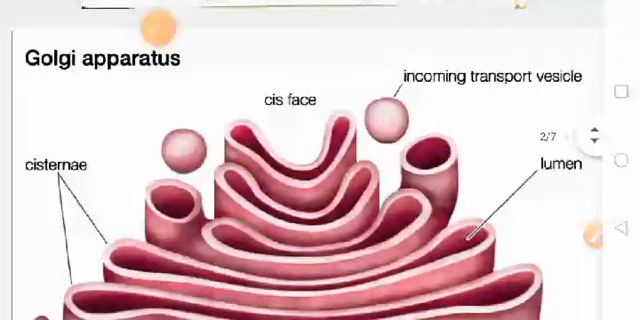 Golgi apparatus
incoming transport vesicle
cis face
2/7
cisternae
lumen